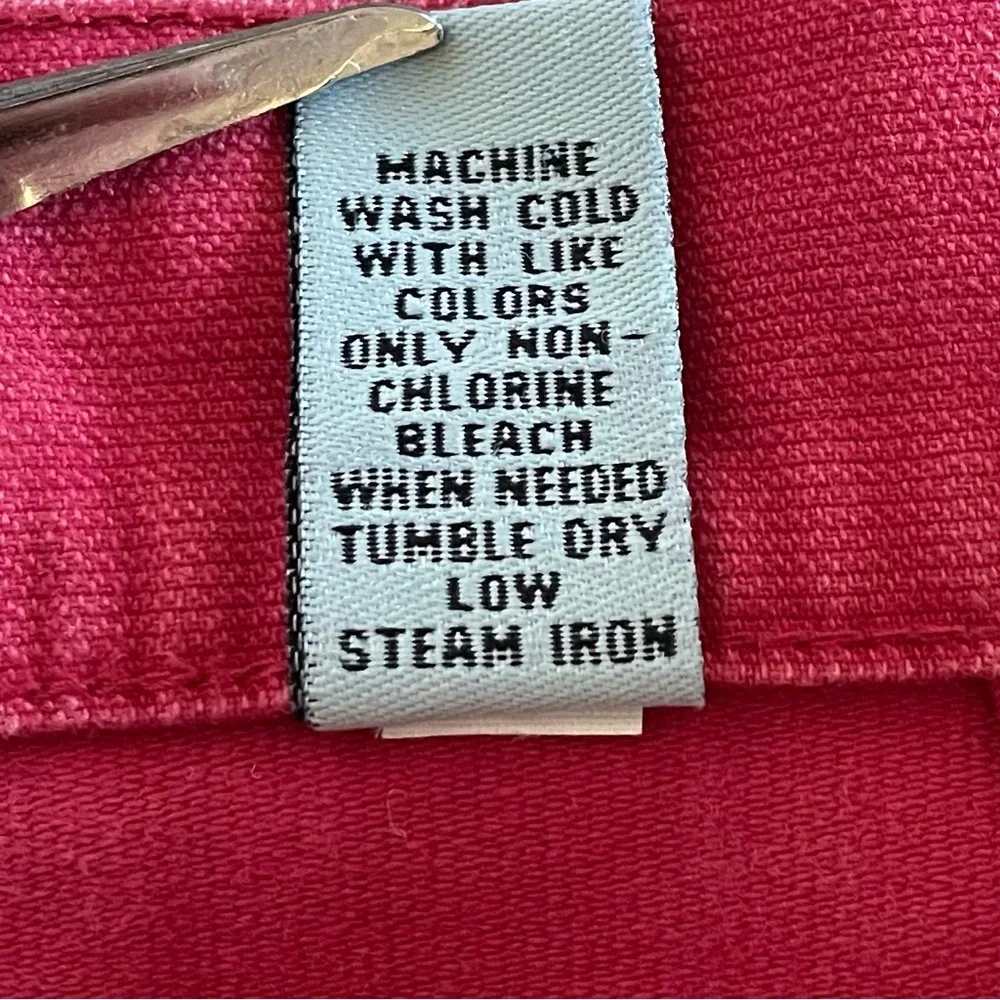 MACHINE
WASH COLD
WITH LIKE
COLORS
ONLY NON-
CHLORINE
BLEACH
WHEN NEEDED
TUMBLE DRY
LOW
STEAM IRON